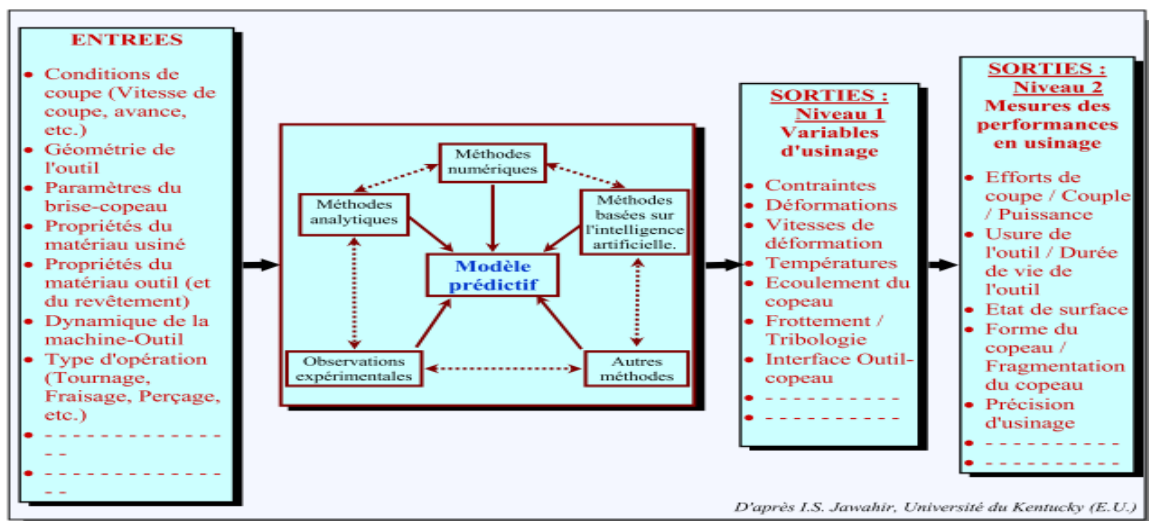 ENTREES
• Conditions de
coupe (Vitesse de
coupe, avance,
etc.)
• Géométrie de
l'outil
• Paramètres du
brise-copeau
• Propriétés du
matériau usiné
• Propriétés du
matériau outil (et
du revêtement)
• Dynamique de la
machine-Outil
• Type d'opération
(Tournage,
Fraisage, Perçage,
etc.)
• - - - - - - - - - - - - - -
- -
• - - - - - - - - - - - - - -
- -
Méthodes
numériques
Méthodes
analytiques
Méthodes
basées sur
l'intelligence
artificielle.
Modèle
prédictif
Observations
expérimentales
Autres
méthodes
SORTIES :
Niveau 1
Variables
d'usinage
• Contraintes
• Déformations
• Vitesses de
déformation
• Températures
• Ecoulement du
copeau
• Frottement /
Tribologie
• Interface Outil-
copeau
• - - - - - - - - - -
• - - - - - - - - - -
SORTIES :
Niveau 2
Mesures des
performances
en usinage
• Efforts de
coupe / Couple
/ Puissance
• Usure de
l'outil / Durée
de vie de
l'outil
• Etat de surface
• Forme du
copeau /
Fragmentation
du copeau
• Précision
d'usinage
• - - - - - - - - - -
• - - - - - - - - - -
D'après I.S. Jawahir, Université du Kentucky (E.U.)